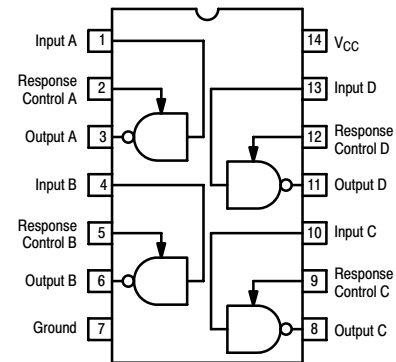 Input A
1
Response
Control A
2
Output A
3
Input B
4
Response
Control B
5
Output B
6
Ground
7
14
VCC
13
Input D
12
Response
Control D
11
Output D
10
Input C
9
Response
Control C
8
Output C